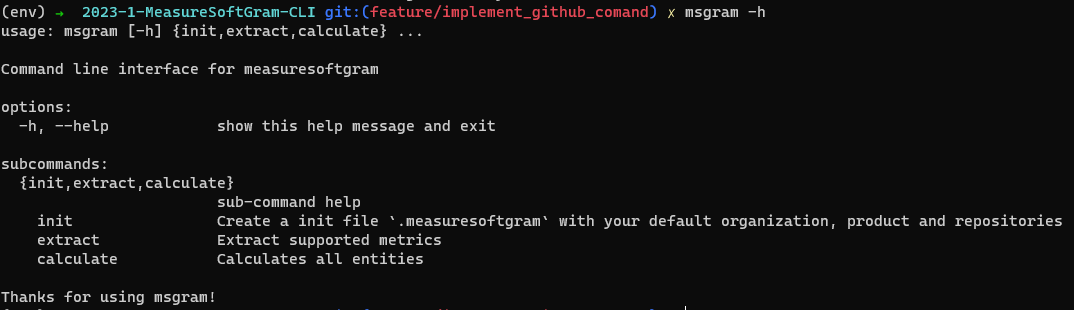 (env) → 2023-1-MeasureSoftGram-CLI git:(feature/implement_github_comand) ✗ msgram -h
usage: msgram [-h] {init,extract,calculate} ...
Command line interface for measuresoftgram
options:
-h, --help show this help message and exit
subcommands:
{init,extract,calculate}
sub-command help
init Create a init file `.measuresoftgram` with your default organization, product and repositories
extract Extract supported metrics
calculate Calculates all entities
Thanks for using msgram!